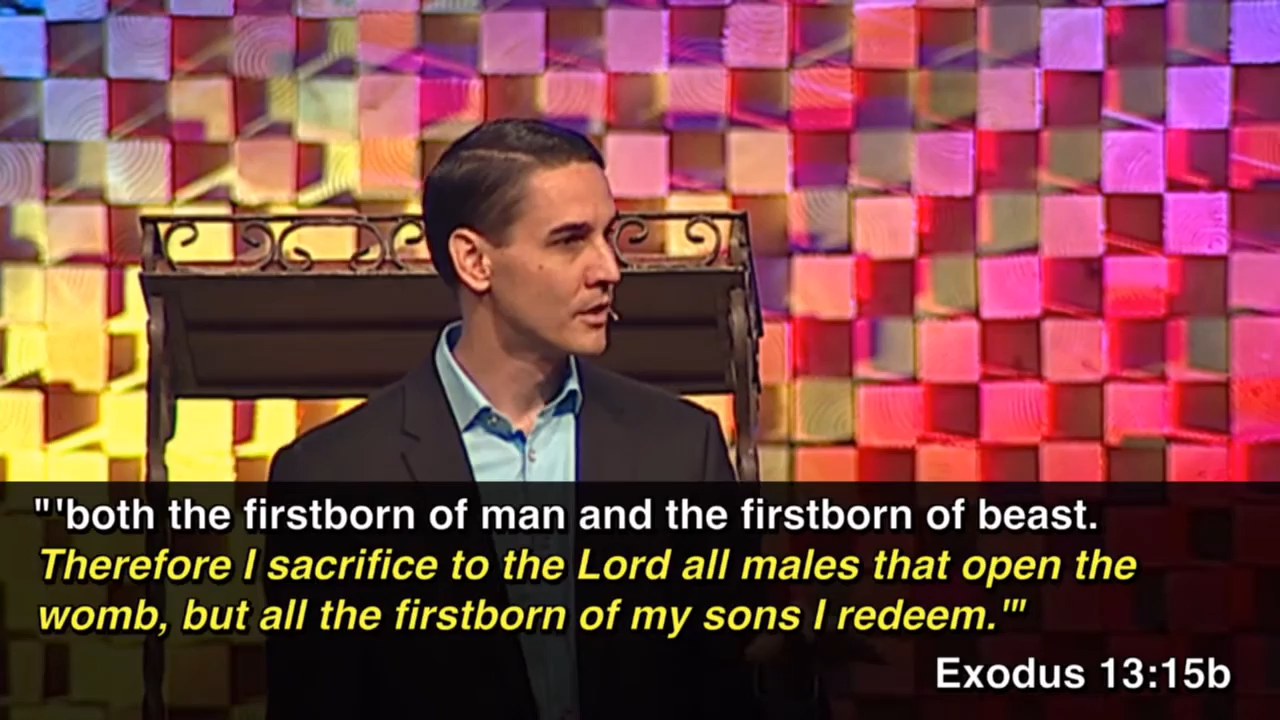 "'both the firstborn of man and the firstborn of beast.
Therefore I sacrifice to the Lord all males that open the
womb, but all the firstborn of my sons I redeem.'"
Exodus 13:15b